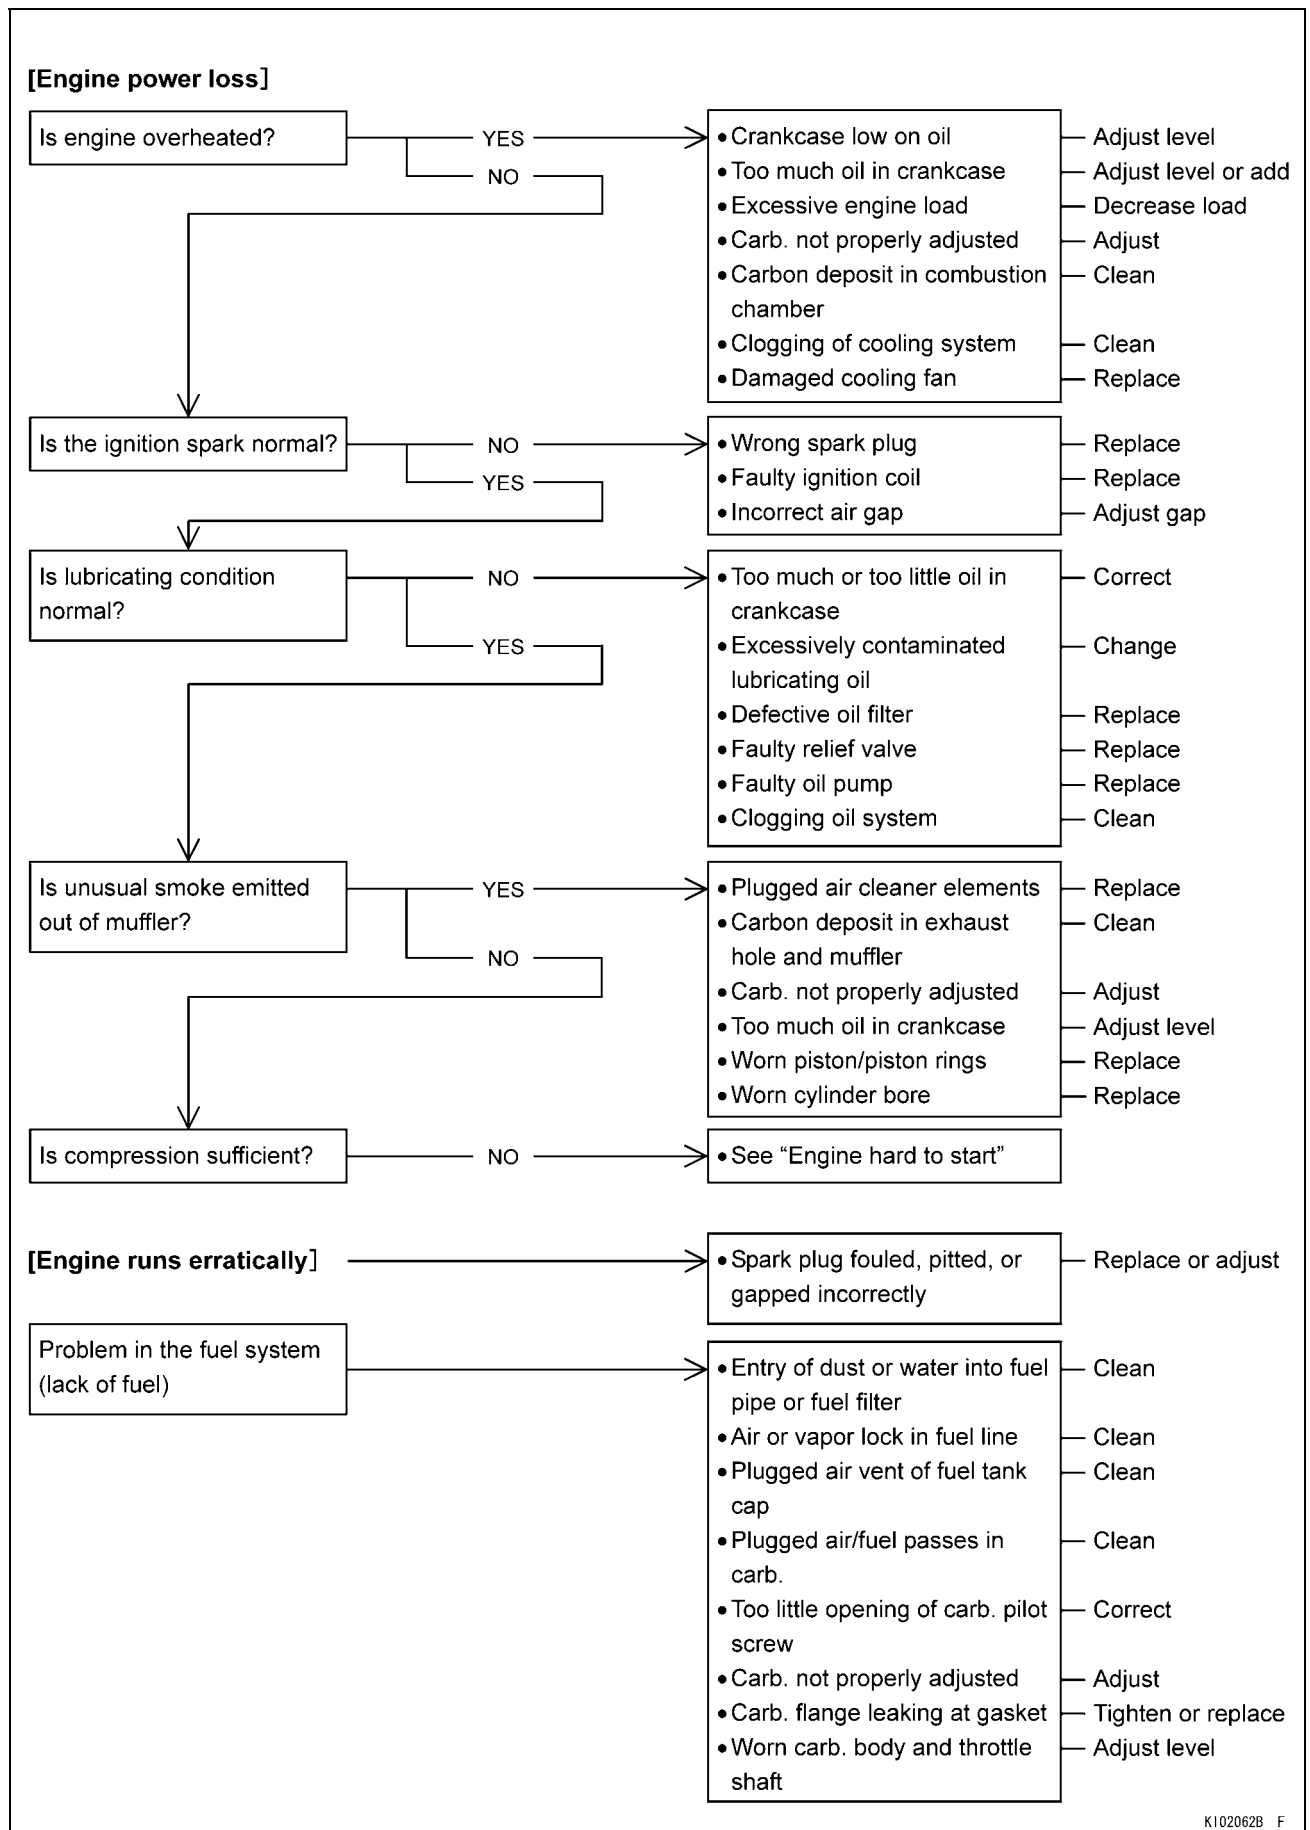 [Engine power loss]
Is engine overheated?
YES
NO
• Crankcase low on oil
Adjust level
• Too much oil in crankcase
Adjust level or add
• Excessive engine load
Decrease load
• Carb. not properly adjusted
Adjust
• Carbon deposit in combustion
chamber
Clean
• Clogging of cooling system
Clean
• Damaged cooling fan
Replace
Is the ignition spark normal?
NO
YES
• Wrong spark plug
Replace
• Faulty ignition coil
Replace
• Incorrect air gap
Adjust gap
Is lubricating condition
normal?
NO
YES
• Too much or too little oil in
crankcase
Correct
• Excessively contaminated
lubricating oil
Change
• Defective oil filter
Replace
• Faulty relief valve
Replace
• Faulty oil pump
Replace
• Clogging oil system
Clean
Is unusual smoke emitted
out of muffler?
YES
NO
• Plugged air cleaner elements
Replace
• Carbon deposit in exhaust
hole and muffler
Clean
• Carb. not properly adjusted
Adjust
• Too much oil in crankcase
Adjust level
• Worn piston/piston rings
Replace
• Worn cylinder bore
Replace
Is compression sufficient?
NO
• See “Engine hard to start”
[Engine runs erratically]
• Spark plug fouled, pitted, or
gapped incorrectly
Replace or adjust
Problem in the fuel system
(lack of fuel)
• Entry of dust or water into fuel
pipe or fuel filter
Clean
• Air or vapor lock in fuel line
Clean
• Plugged air vent of fuel tank
cap
Clean
• Plugged air/fuel passes in
carb.
Clean
• Too little opening of carb. pilot
screw
Correct
• Carb. not properly adjusted
Adjust
• Carb. flange leaking at gasket
Tighten or replace
• Worn carb. body and throttle
shaft
Adjust level
KI02062B F